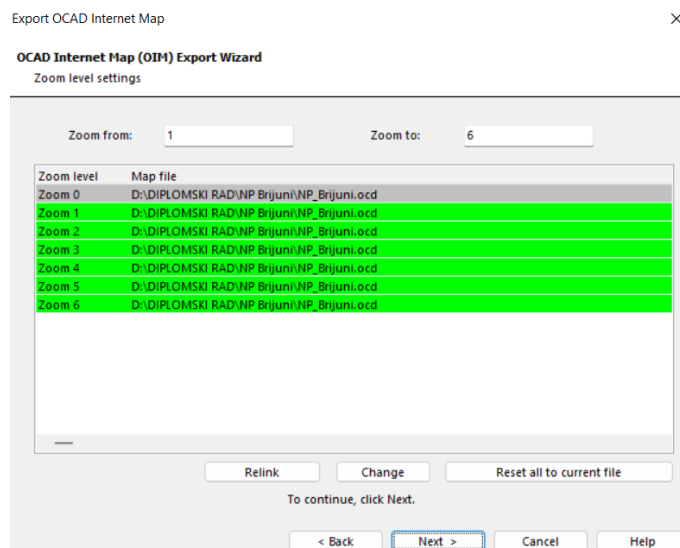 Export OCAD Internet Map
OCAD Internet Map (OIM) Export Wizard
Zoom level settings
Zoom from: 1 Zoom to: 6
Zoom level Map file
Zoom 0 D:\DIPLOMSKI RAD\NP Brijuni\NP_Brijuni.ocd
Zoom 1 D:\DIPLOMSKI RAD\NP Brijuni\NP_Brijuni.ocd
Zoom 2 D:\DIPLOMSKI RAD\NP Brijuni\NP_Brijuni.ocd
Zoom 3 D:\DIPLOMSKI RAD\NP Brijuni\NP_Brijuni.ocd
Zoom 4 D:\DIPLOMSKI RAD\NP Brijuni\NP_Brijuni.ocd
Zoom 5 D:\DIPLOMSKI RAD\NP Brijuni\NP_Brijuni.ocd
Zoom 6 D:\DIPLOMSKI RAD\NP Brijuni\NP_Brijuni.ocd
Relink Change Reset all to current file
To continue, click Next.
< Back Next > Cancel Help